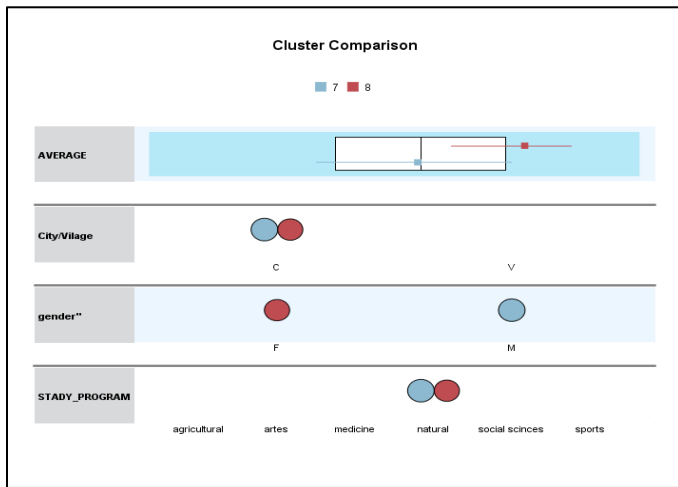 Cluster Comparison
7 8
AVERAGE
City/Vilage
C V
gender"
F M
STADY_PROGRAM
agricultural artes medicine natural social scinces sports